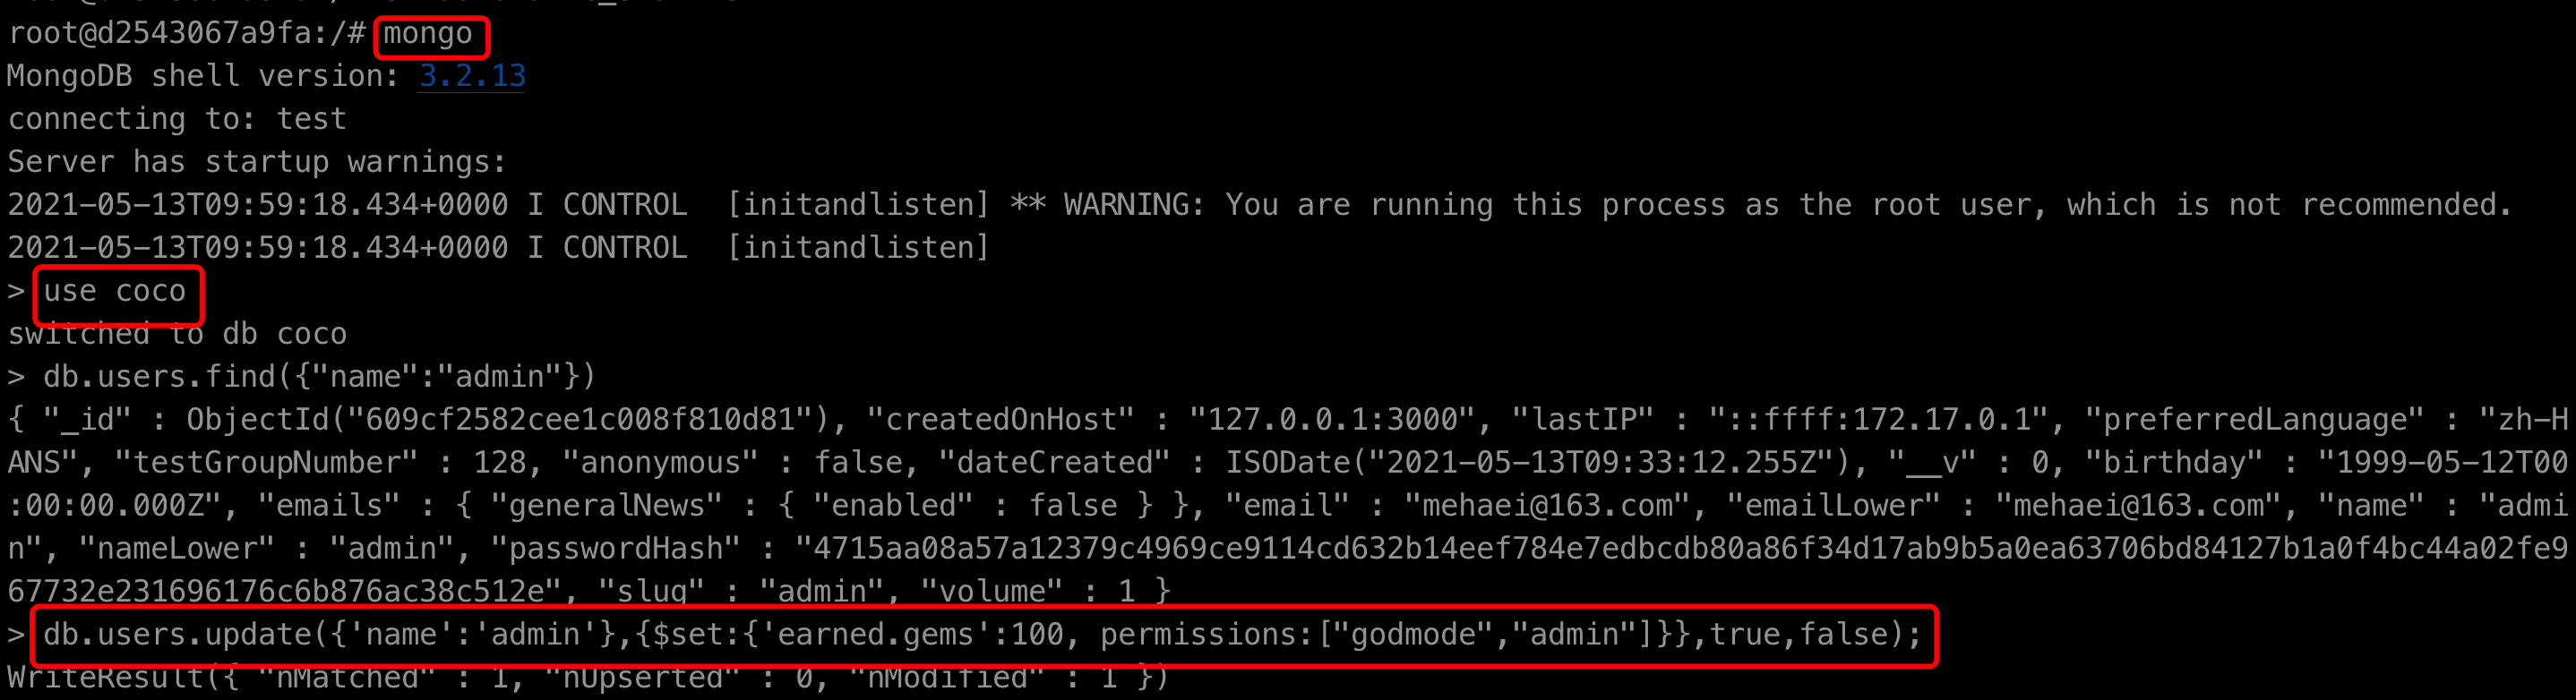 root@d2543067a9fa:/# mongo
MongoDB shell version: 3.2.13
connecting to: test
Server has startup warnings:
2021-05-13T09:59:18.434+0000 I CONTROL  [initandlisten] ** WARNING: You are running this process as the root user, which is not recommended.
2021-05-13T09:59:18.434+0000 I CONTROL  [initandlisten]
> use coco
switched to db coco
> db.users.find({"name":"admin"})
{ "_id" : ObjectId("609cf2582cee1c008f810d81"), "createdOnHost" : "127.0.0.1:3000", "lastIP" : "::ffff:172.17.0.1", "preferredLanguage" : "zh-H
ANS", "testGroupNumber" : 128, "anonymous" : false, "dateCreated" : ISODate("2021-05-13T09:33:12.255Z"), "__v" : 0, "birthday" : "1999-05-12T00
:00:00.000Z", "emails" : { "generalNews" : { "enabled" : false } }, "email" : "mehaei@163.com", "emailLower" : "mehaei@163.com", "name" : "admi
n", "nameLower" : "admin", "passwordHash" : "4715aa08a57a12379c4969ce9114cd632b14eef784e7edbcdb80a86f34d17ab9b5a0ea63706bd84127b1a0f4bc44a02fe9
67732e231696176c6b876ac38c512e", "slug" : "admin", "volume" : 1 }
> db.users.update({'name':'admin'},{$set:{'earned.gems':100, permissions:["godmode","admin"]}},true,false);
WriteResult({ "nMatched" : 1, "nUpserted" : 0, "nModified" : 1 })